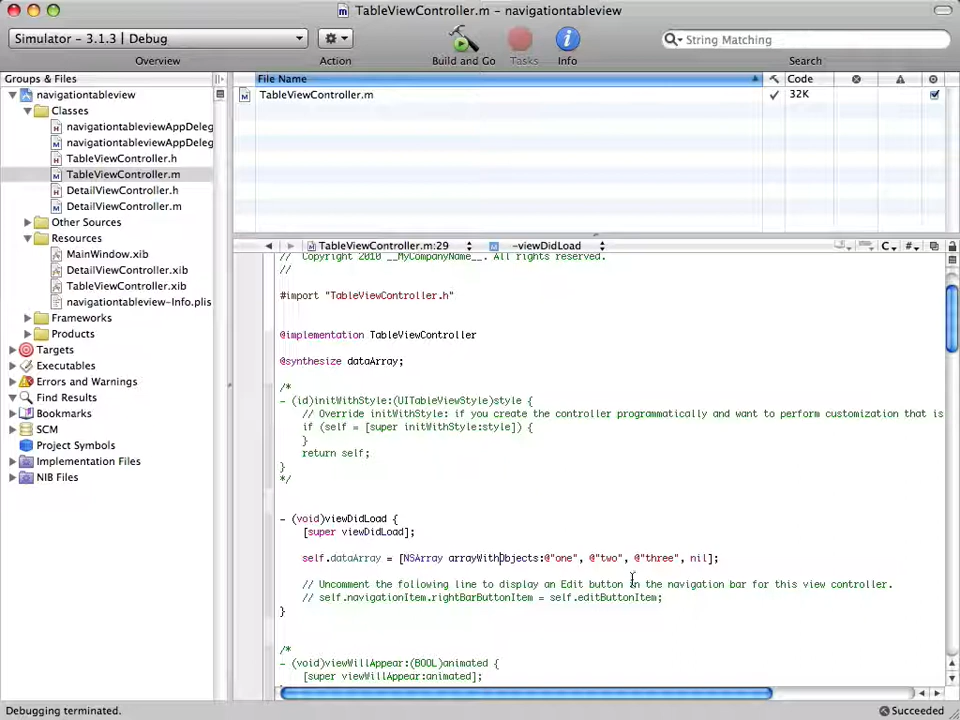 TableViewController.m - navigationtableview
Simulator - 3.1.3 | Debug
String Matching
Overview
Action
Build and Go
Tasks
Info
Search
Groups & Files
navigationtableview
Classes
navigationtableviewAppDeleg
navigationtableviewAppDeleg
TableViewController.h
TableViewController.m
DetailViewController.h
DetailViewController.m
Other Sources
Resources
MainWindow.xib
DetailViewController.xib
TableViewController.xib
navigationtableview-Info.plis
Frameworks
Products
Targets
Executables
Errors and Warnings
Find Results
Bookmarks
SCM
Project Symbols
Implementation Files
NIB Files
File Name
Code
TableViewController.m
32K
TableViewController.m:29
-viewDidLoad
C
#
// Copyright 2010 __MyCompanyName__. All rights reserved.
//
#import "TableViewController.h"
@implementation TableViewController
@synthesize dataArray;
/*
- (id)initWithStyle:(UITableViewStyle)style {
// Override initWithStyle: if you create the controller programmatically and want to perform customization that is
if (self = [super initWithStyle:style]) {
}
return self;
}
*/
- (void)viewDidLoad {
[super viewDidLoad];
self.dataArray = [NSArray arrayWithObjects:@"one", @"two", @"three", nil];
// Uncomment the following line to display an Edit button in the navigation bar for this view controller.
// self.navigationItem.rightBarButtonItem = self.editButtonItem;
}
/*
- (void)viewWillAppear:(BOOL)animated {
[super viewWillAppear:animated];
Debugging terminated.
Succeeded